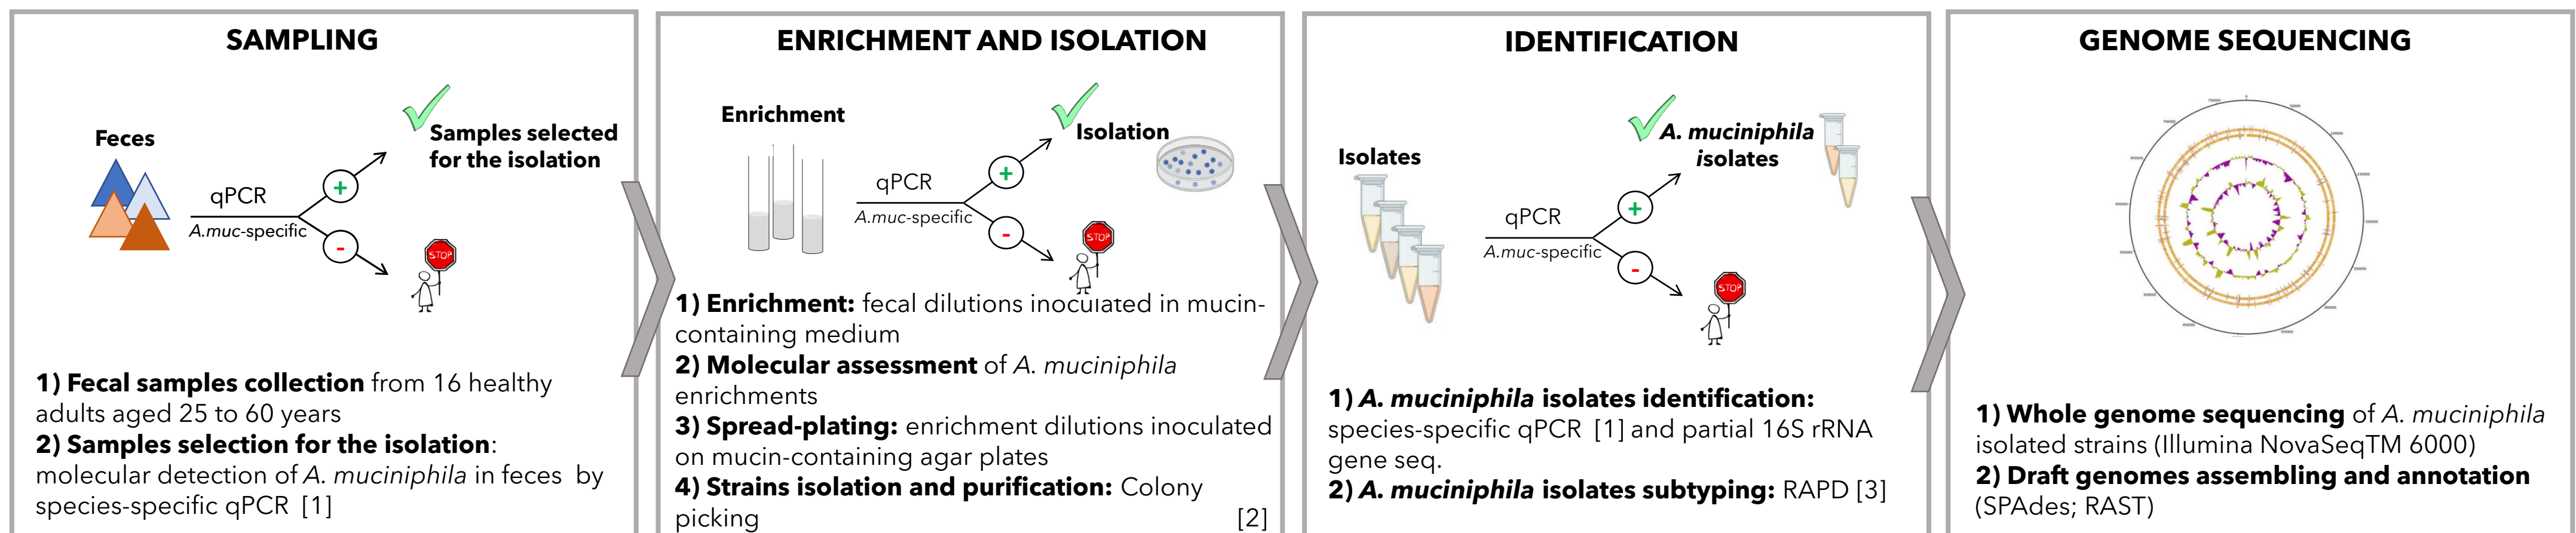 SAMPLING
Feces
qPCR
A.muc-specific
+
-
Samples selected
for the isolation
STOP
1) Fecal samples collection from 16 healthy
adults aged 25 to 60 years
2) Samples selection for the isolation:
molecular detection of A. muciniphila in feces by
species-specific qPCR [1]
ENRICHMENT AND ISOLATION
Enrichment
qPCR
A.muc-specific
+
-
Isolation
STOP
1) Enrichment: fecal dilutions inoculated in mucin-
containing medium
2) Molecular assessment of A. muciniphila
enrichments
3) Spread-plating: enrichment dilutions inoculated
on mucin-containing agar plates
4) Strains isolation and purification: Colony
picking [2]
IDENTIFICATION
Isolates
qPCR
A.muc-specific
+
-
A. muciniphila
isolates
STOP
1) A. muciniphila isolates identification:
species-specific qPCR [1] and partial 16S rRNA
gene seq.
2) A. muciniphila isolates subtyping: RAPD [3]
GENOME SEQUENCING
1) Whole genome sequencing of A. muciniphila
isolated strains (Illumina NovaSeqTM 6000)
2) Draft genomes assembling and annotation
(SPAdes; RAST)